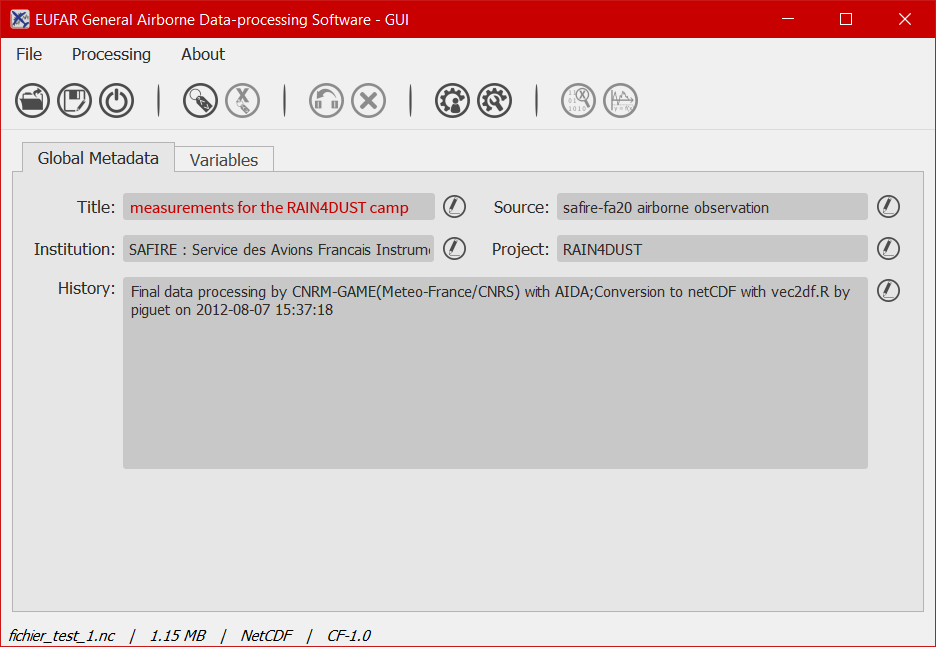 EUFAR General Airborne Data-processing Software - GUI
File Processing About
Global Metadata Variables
Title: measurements for the RAIN4DUST camp Source: safire-fa20 airborne observation
Institution: SAFIRE : Service des Avions Francais Instrum Project: RAIN4DUST
History: Final data processing by CNRM-GAME(Meteo-France/CNRS) with AIDA;Conversion to netCDF with vec2df.R by
piguet on 2012-08-07 15:37:18
fichier_test_1.nc | 1.15 MB | NetCDF | CF-1.0